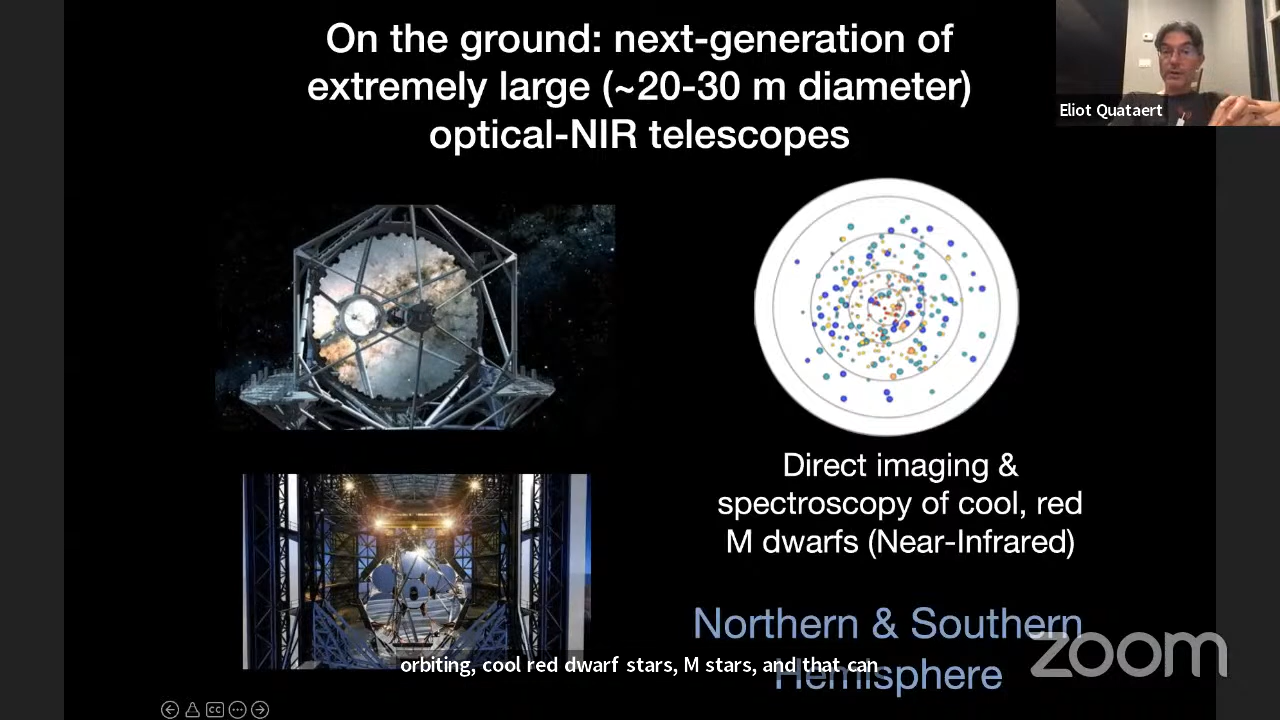 On the ground: next-generation of
extremely large (~20-30 m diameter)
optical-NIR telescopes
Eliot Quataert
Direct imaging &
spectroscopy of cool, red
M dwarfs (Near-Infrared)
Northern & Southern
Hemisphere
zoom
orbiting, cool red dwarf stars, M stars, and that can
CC